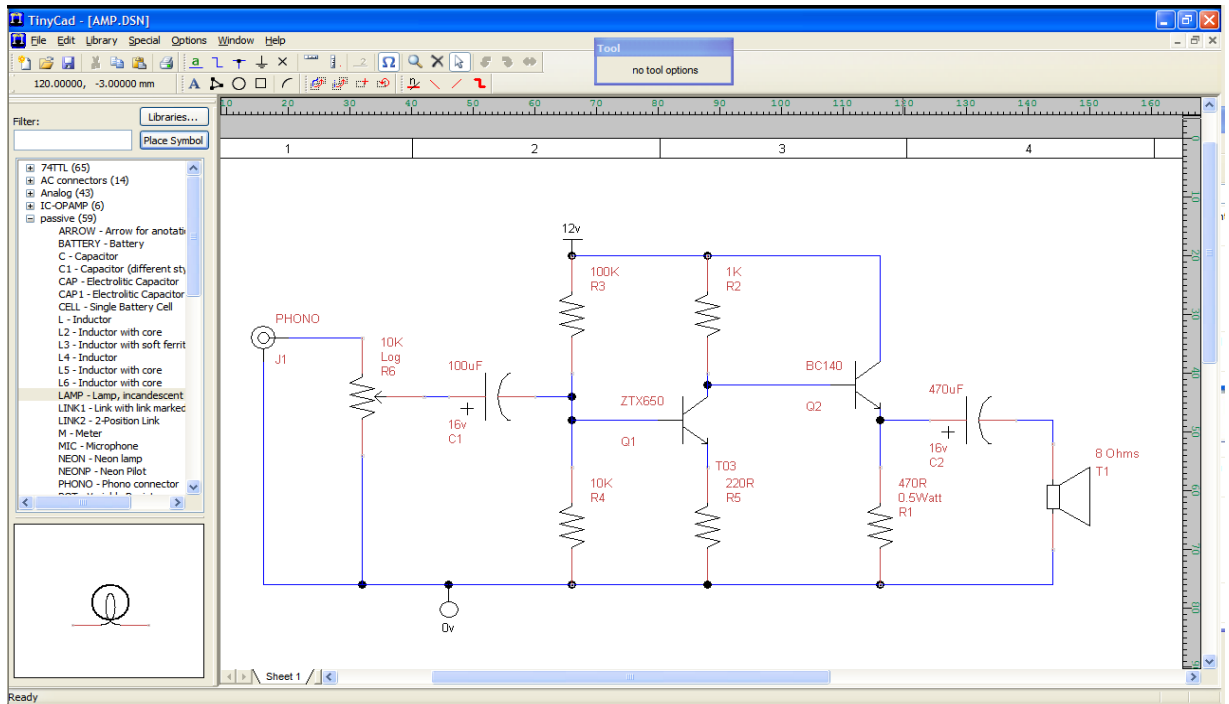 TinyCad - [AMP.DSN]
File Edit Library Special Options Window Help
Tool
no tool options
120.00000, -3.00000 mm
Filter:
Libraries...
Place Symbol
74TTL (65)
AC connectors (14)
Analog (43)
IC-OPAMP (6)
passive (59)
ARROW - Arrow for anotati
BATTERY - Battery
C - Capacitor
C1 - Capacitor (different sty
CAP - Electrolitic Capacitor
CAP1 - Electrolitic Capacitor
CELL - Single Battery Cell
L - Inductor
L2 - Inductor with core
L3 - Inductor with soft ferrit
L4 - Inductor
L5 - Inductor with core
L6 - Inductor with core
LAMP - Lamp, incandescent
LINK1 - Link with link marked
LINK2 - 2-Position Link
M - Meter
MIC - Microphone
NEON - Neon lamp
NEONP - Neon Pilot
PHONO - Phono connector
10 20 30 40 50 60 70 80 90 100 110 120 130 140 150 160
1 2 3 4
10
20
30
40
50
60
70
80
12v
100K
R3
1K
R2
PHONO
J1
10K
Log
R6
100uF
16v
C1
ZTX650
Q1
BC140
Q2
470uF
16v
C2
8 Ohms
T1
10K
R4
T03
220R
R5
470R
0.5Watt
R1
0v
Sheet 1
Ready